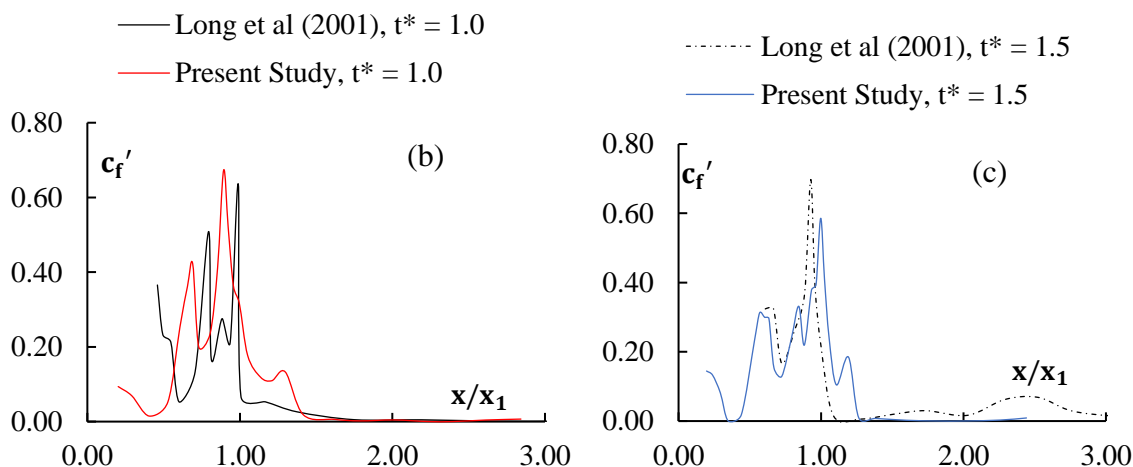 Long et al (2001), t* = 1.0
Present Study, t* = 1.0
0.80
0.60
0.40
0.20
0.00
0.00 1.00 2.00 3.00
cf′
(b)
x/x1
Long et al (2001), t* = 1.5
Present Study, t* = 1.5
0.80
0.60
0.40
0.20
0.00
0.00 1.00 2.00 3.00
cf′
(c)
x/x1